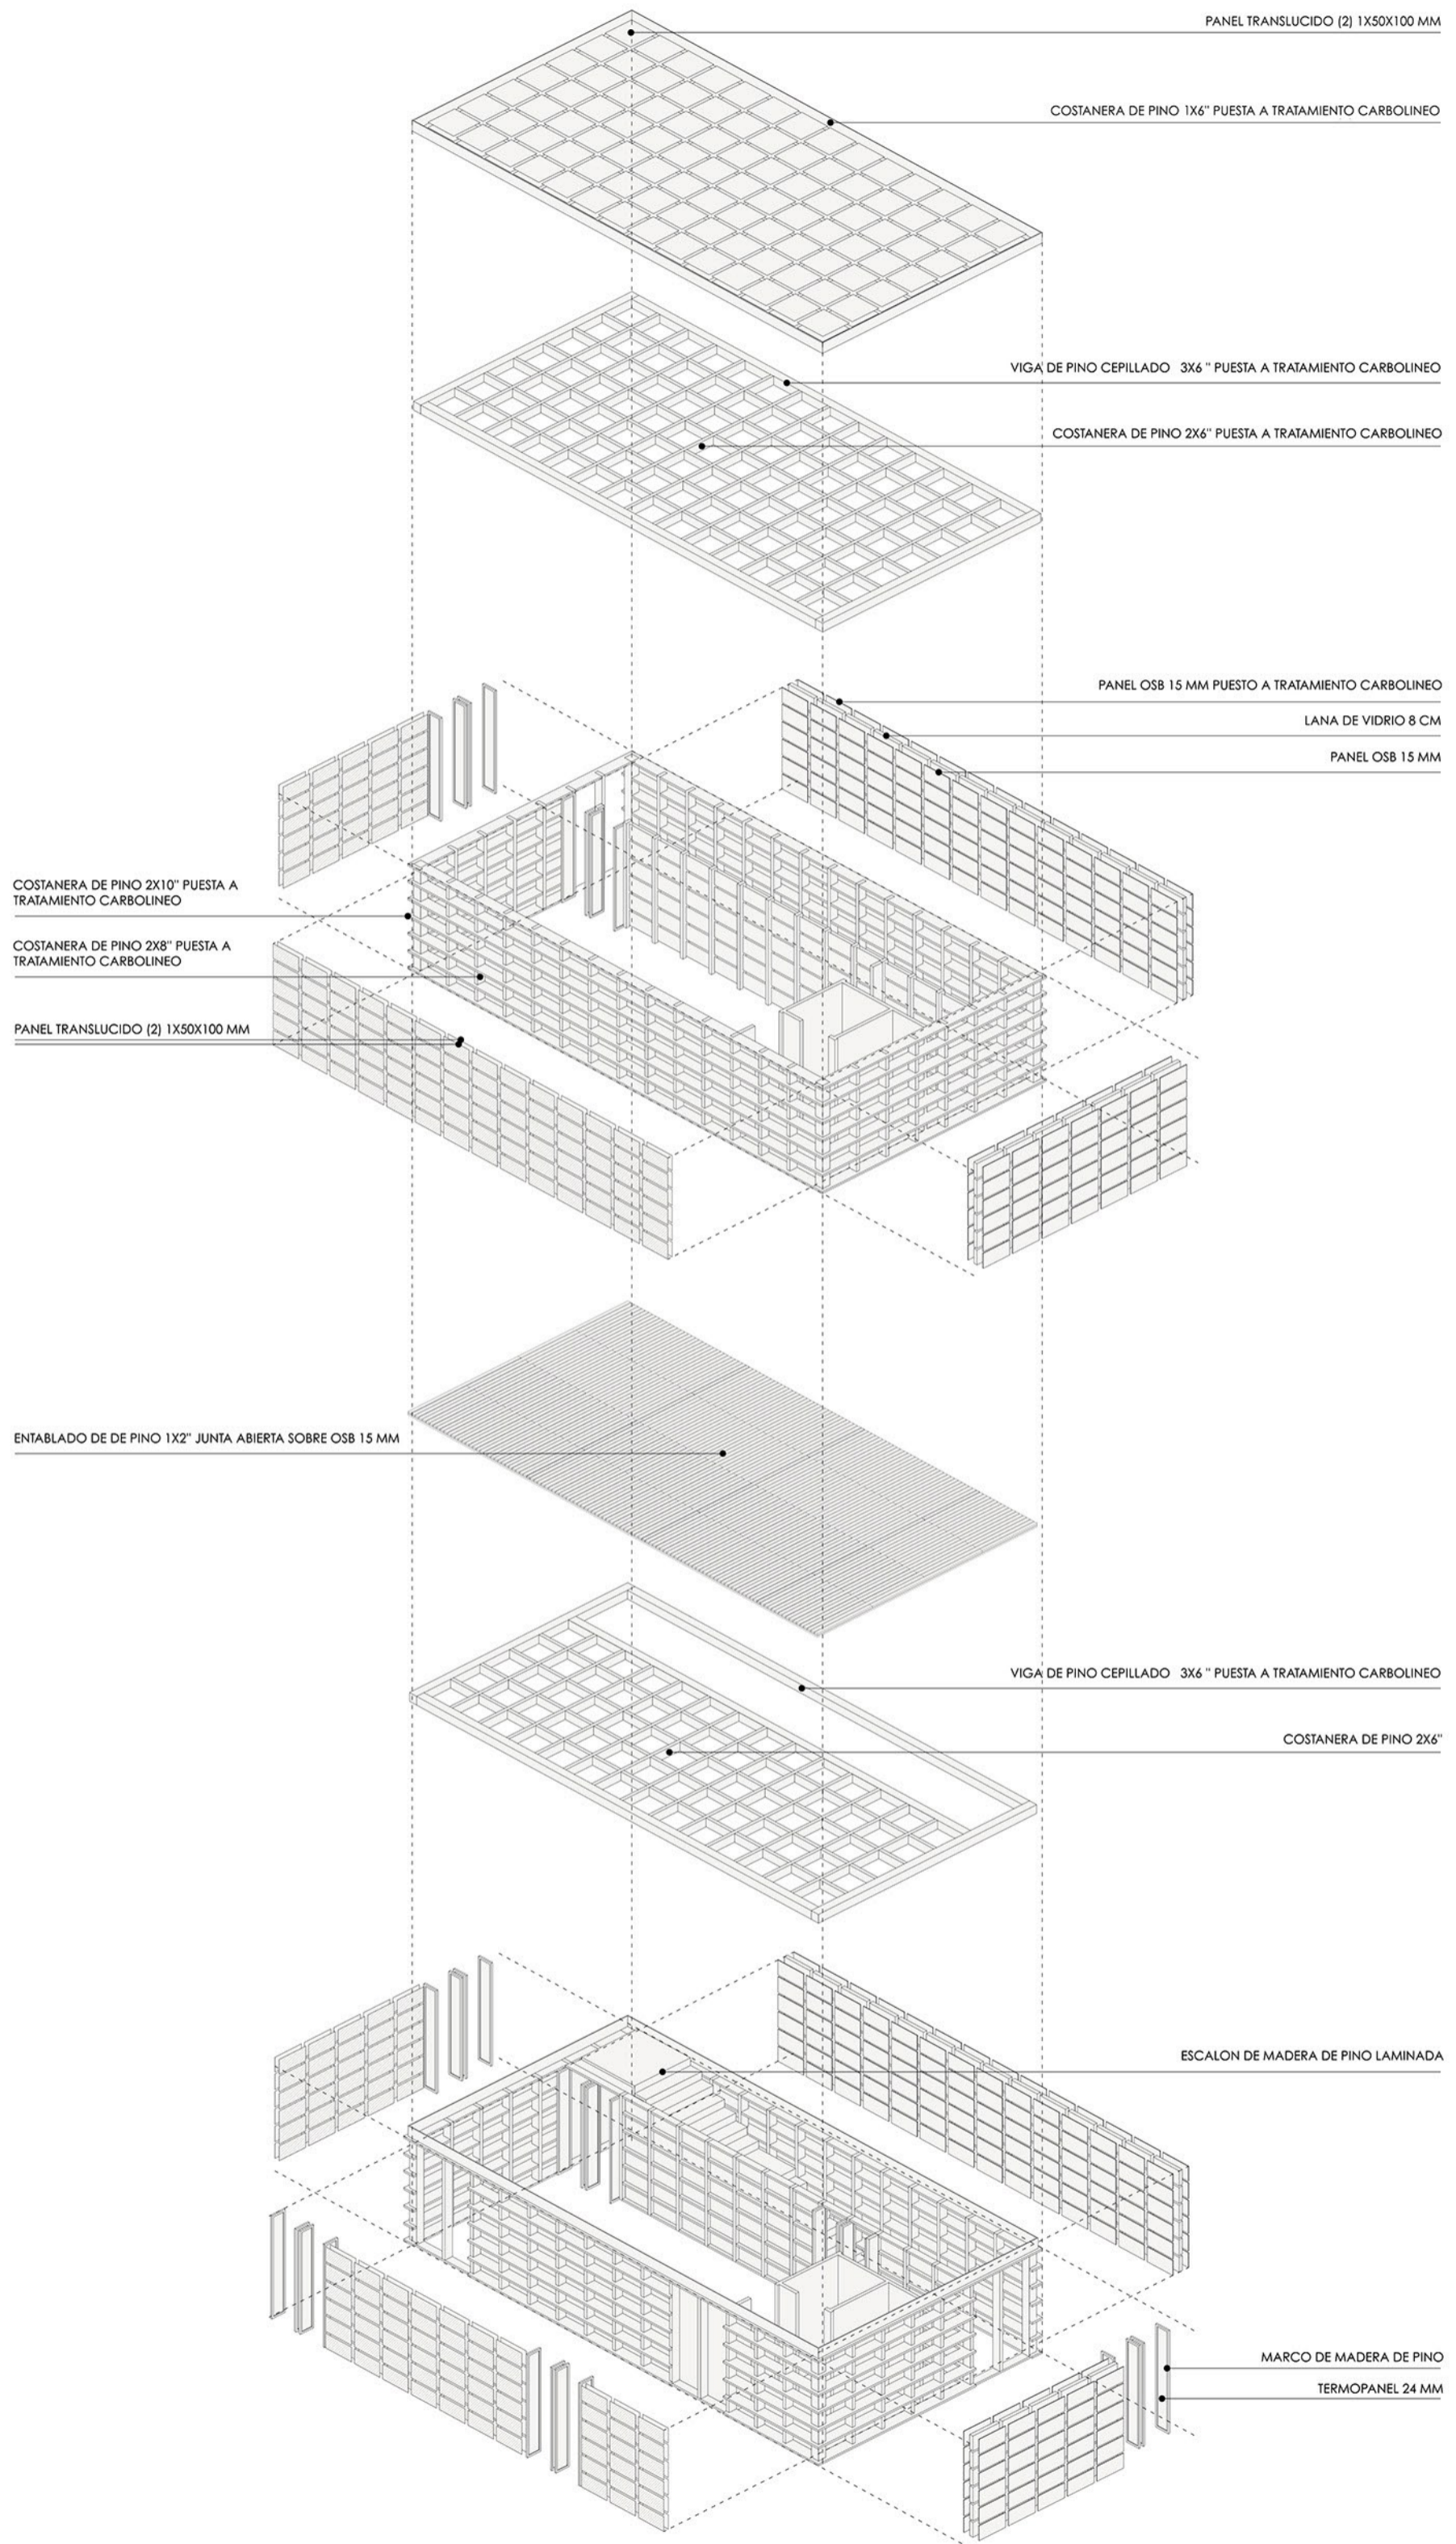 PANEL TRANSLUCIDO (2) 1X50X100 MM
COSTANERA DE PINO 1X6" PUESTA A TRATAMIENTO CARBOLINEO
VIGA DE PINO CEPILLADO 3X6 " PUESTA A TRATAMIENTO CARBOLINEO
COSTANERA DE PINO 2X6" PUESTA A TRATAMIENTO CARBOLINEO
PANEL OSB 15 MM PUESTO A TRATAMIENTO CARBOLINEO
LANA DE VIDRIO 8 CM
PANEL OSB 15 MM
COSTANERA DE PINO 2X10" PUESTA A
TRATAMIENTO CARBOLINEO
COSTANERA DE PINO 2X8" PUESTA A
TRATAMIENTO CARBOLINEO
PANEL TRANSLUCIDO (2) 1X50X100 MM
ENTABLADO DE DE PINO 1X2" JUNTA ABIERTA SOBRE OSB 15 MM
VIGA DE PINO CEPILLADO 3X6 " PUESTA A TRATAMIENTO CARBOLINEO
COSTANERA DE PINO 2X6"
ESCALON DE MADERA DE PINO LAMINADA
MARCO DE MADERA DE PINO
TERMOPANEL 24 MM